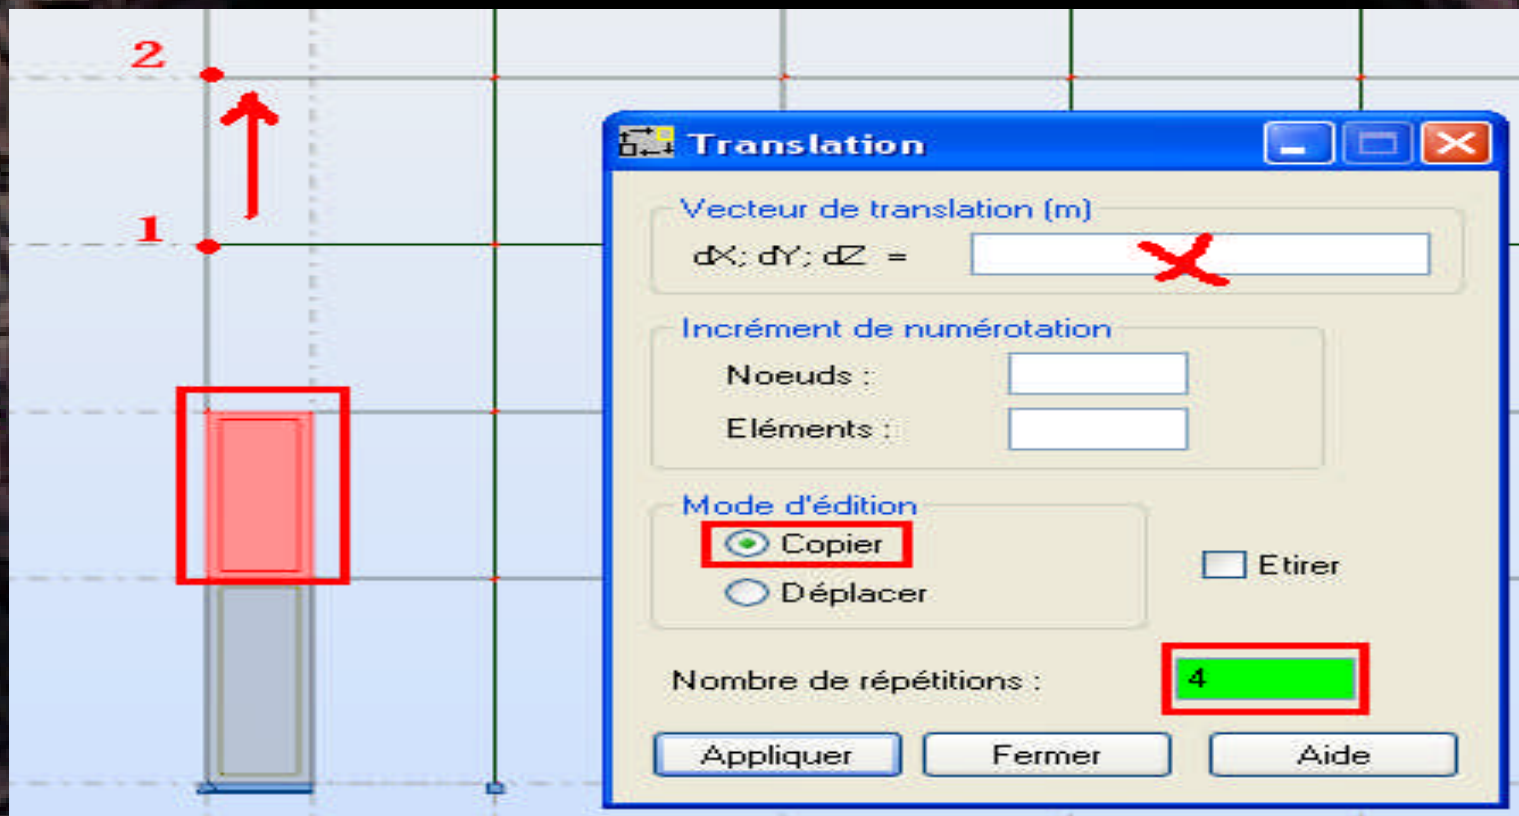 2
1
Translation
Vecteur de translation (m)
dX; dY; dZ =
Incrément de numérotation
Noeuds :
Eléments :
Mode d'édition
Copier
Etirer
Déplacer
Nombre de répétitions : 4
Appliquer Fermer Aide